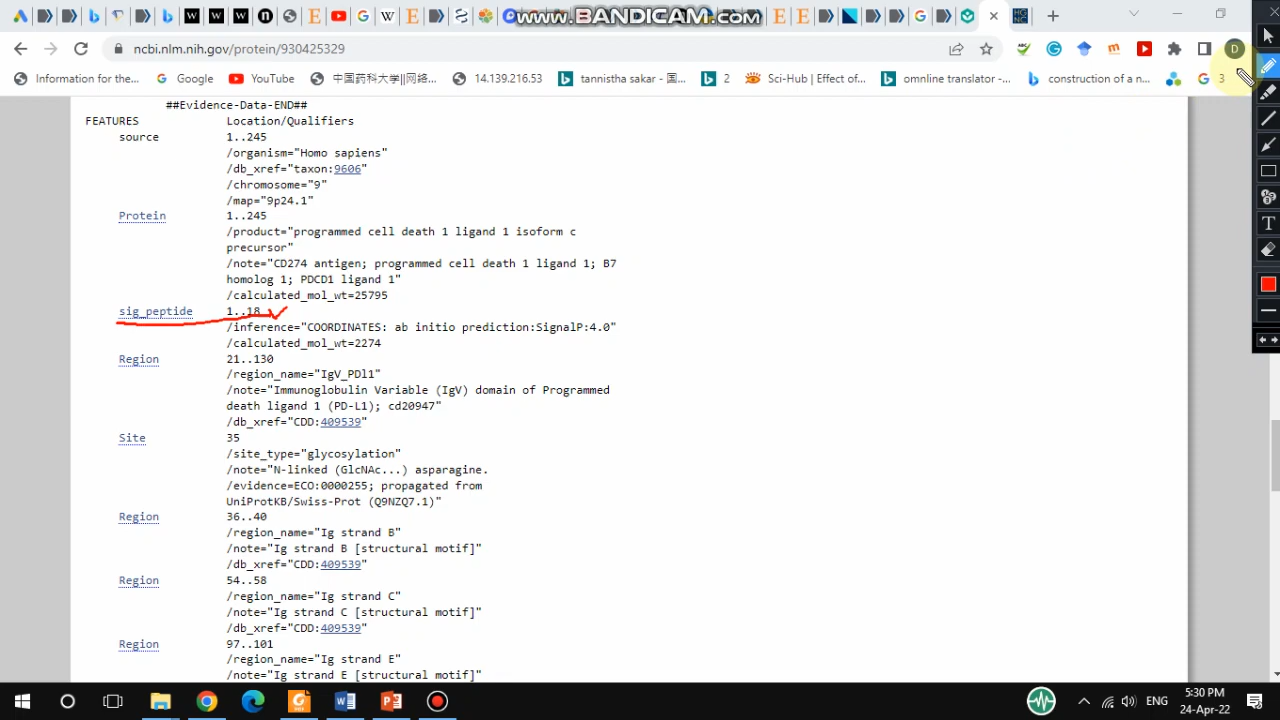 www.BANDICAM.com
ncbi.nlm.nih.gov/protein/930425329
D
Information for the...
Google
YouTube
中国药科大学||网络...
14.139.216.53
tannistha sakar - 国...
2
Sci-Hub | Effect of...
omnline translator -...
construction of a n...
3
##Evidence-Data-END##
FEATURES Location/Qualifiers
source 1..245
/organism="Homo sapiens"
/db_xref="taxon:9606"
/chromosome="9"
/map="9p24.1"
Protein 1..245
/product="programmed cell death 1 ligand 1 isoform c
precursor"
/note="CD274 antigen; programmed cell death 1 ligand 1; B7
homolog 1; PDCD1 ligand 1"
/calculated_mol_wt=25795
sig_peptide 1..18
/inference="COORDINATES: ab initio prediction:SignalP:4.0"
/calculated_mol_wt=2274
Region 21..130
/region_name="IgV_PDl1"
/note="Immunoglobulin Variable (IgV) domain of Programmed
death ligand 1 (PD-L1); cd20947"
/db_xref="CDD:409539"
Site 35
/site_type="glycosylation"
/note="N-linked (GlcNAc...) asparagine.
/evidence=ECO:0000255; propagated from
UniProtKB/Swiss-Prot (Q9NZQ7.1)"
Region 36..40
/region_name="Ig strand B"
/note="Ig strand B [structural motif]"
/db_xref="CDD:409539"
Region 54..58
/region_name="Ig strand C"
/note="Ig strand C [structural motif]"
/db_xref="CDD:409539"
Region 97..101
/region_name="Ig strand E"
/note="Ig strand E [structural motif]"
ENG
5:30 PM
24-Apr-22